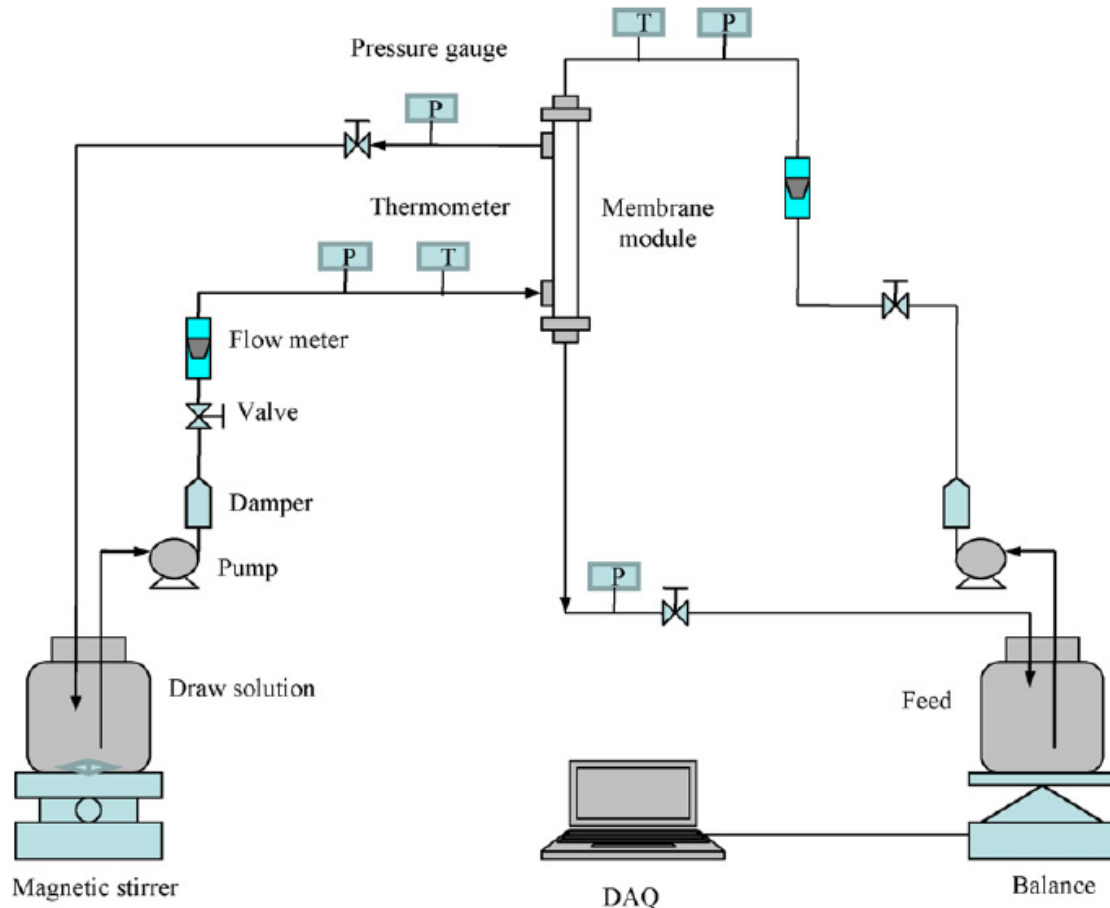 T
P
Pressure gauge
P
Thermometer
Membrane
module
P
T
Flow meter
Valve
Damper
Pump
P
Draw solution
Feed
Magnetic stirrer
DAQ
Balance